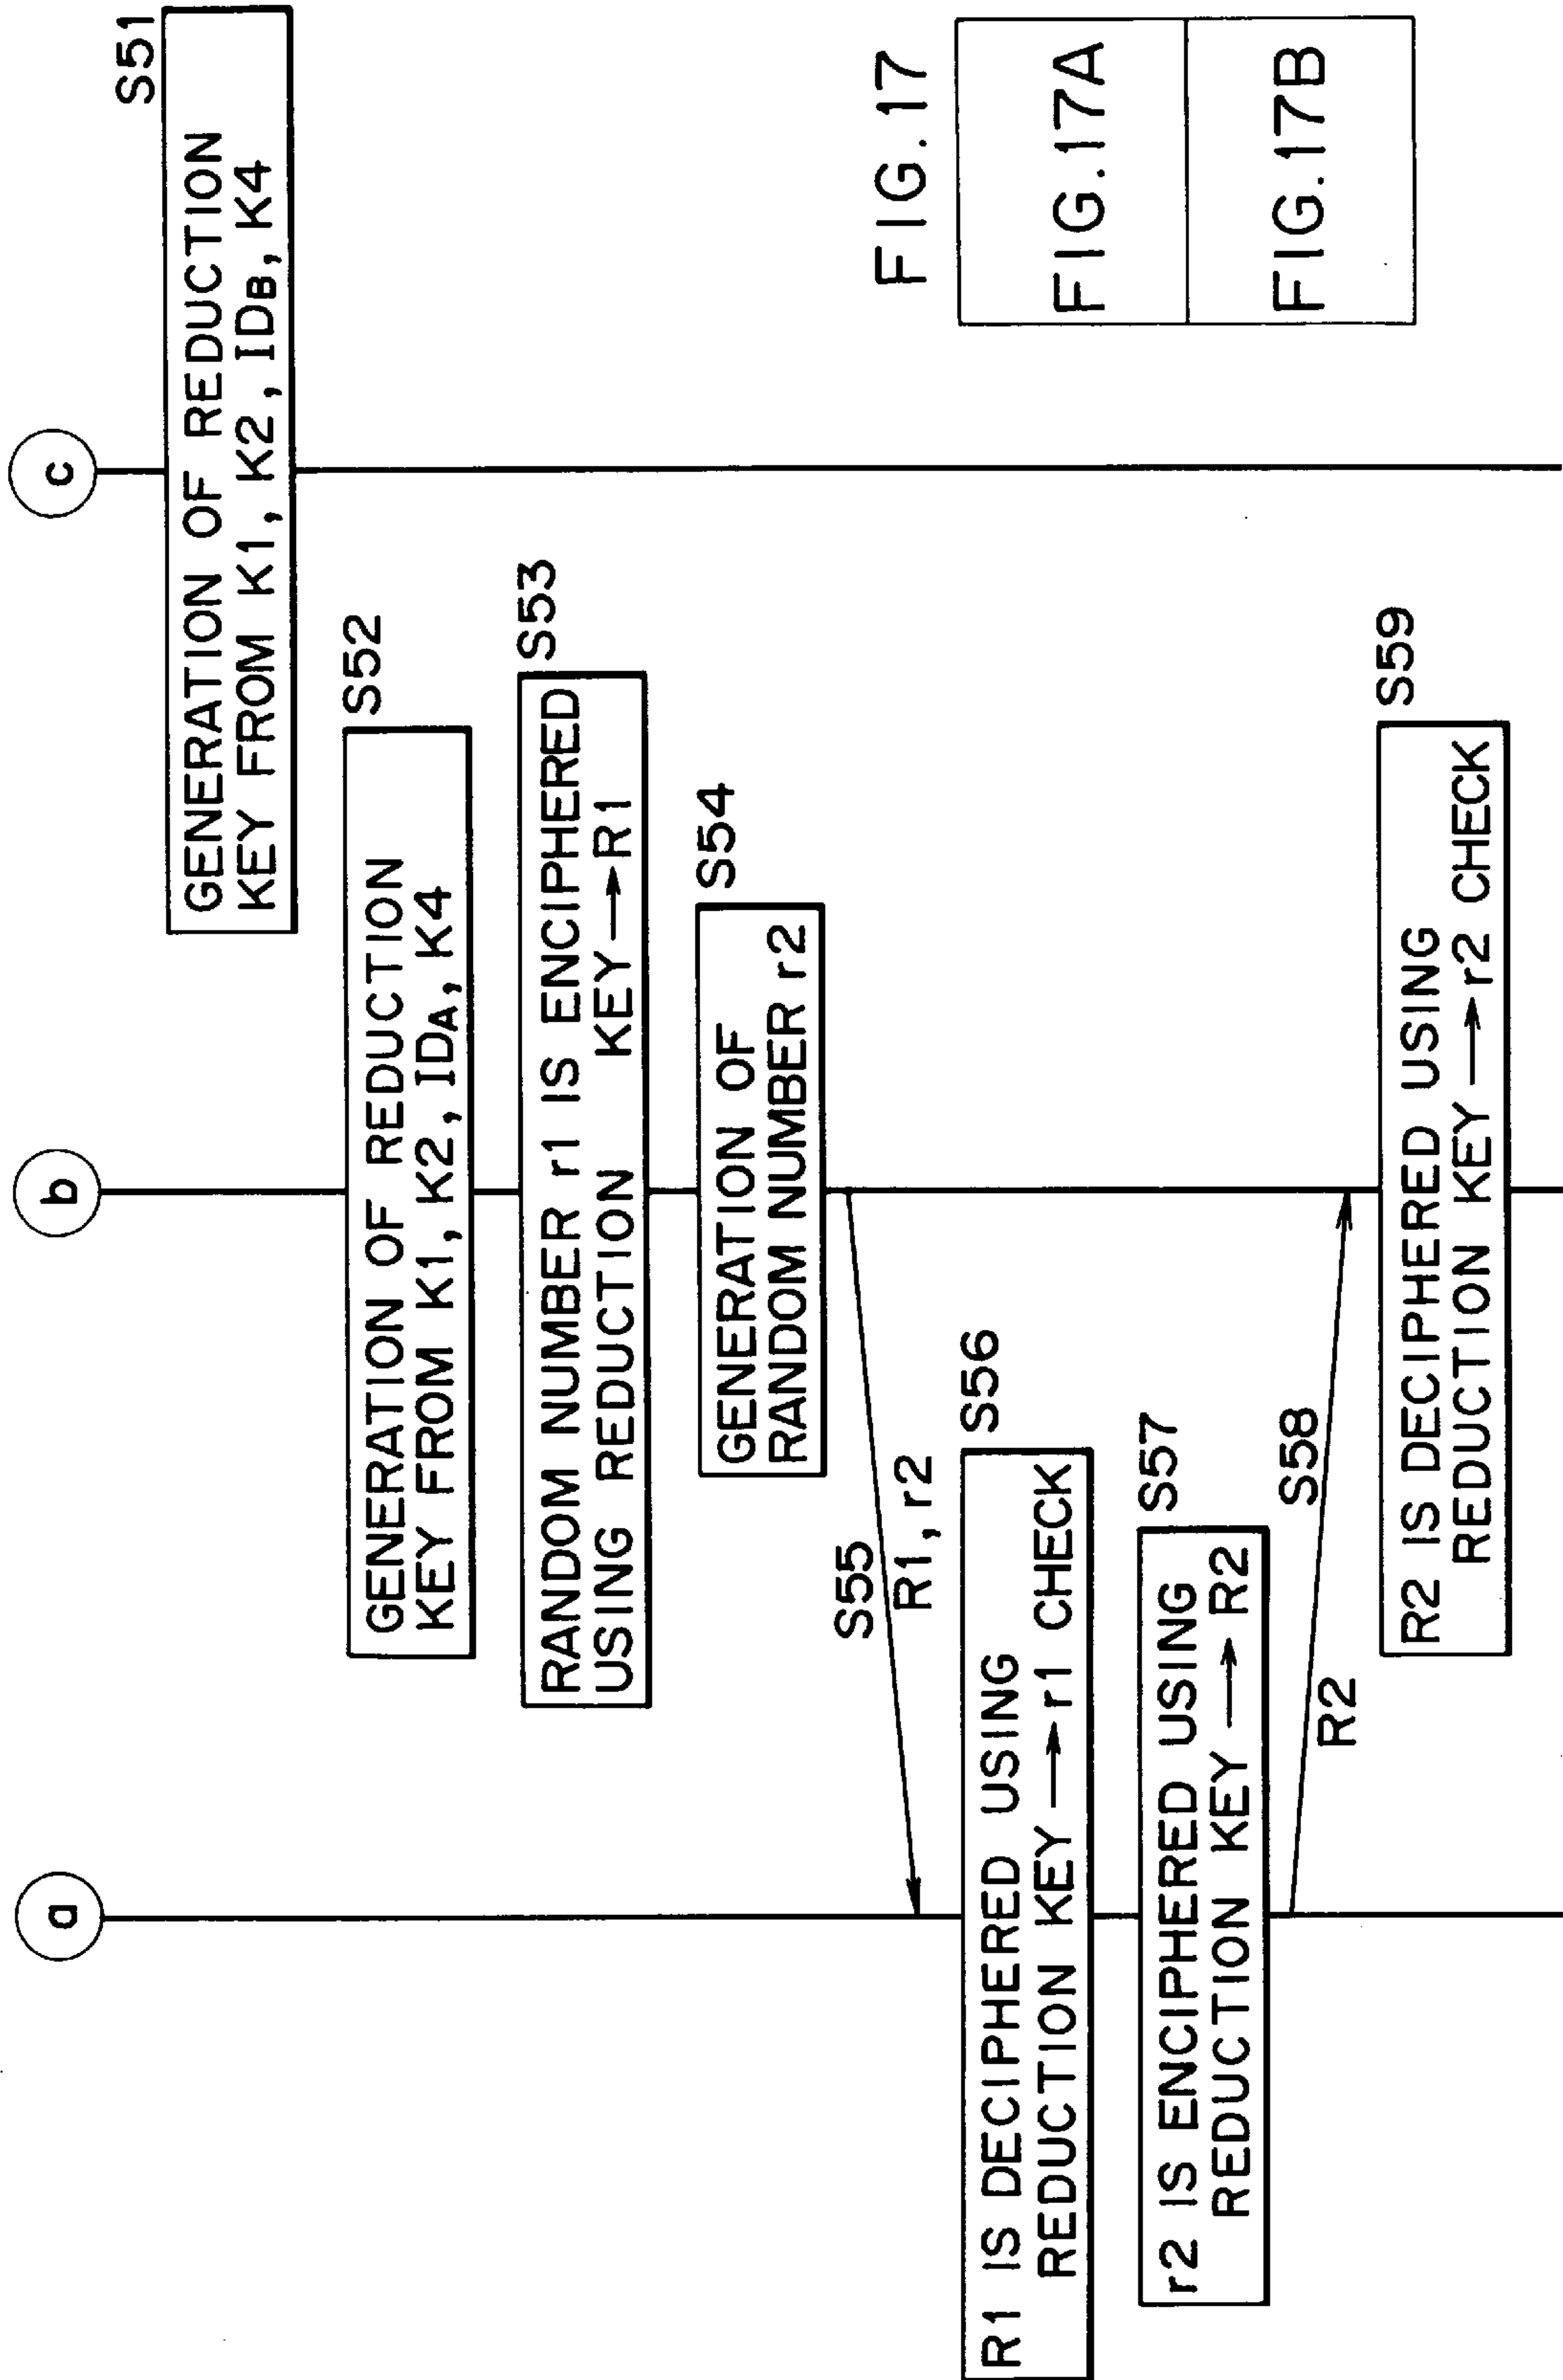 a
b
c
GENERATION OF REDUCTION
KEY FROM K1, K2, IDB, K4
S51
GENERATION OF REDUCTION
KEY FROM K1, K2, IDA, K4
S52
RANDOM NUMBER r1 IS ENCIPHERED
USING REDUCTION KEY→R1
S53
GENERATION OF
RANDOM NUMBER r2
S54
S55
R1, r2
R1 IS DECIPHERED USING
REDUCTION KEY→r1 CHECK
S56
r2 IS ENCIPHERED USING
REDUCTION KEY→R2
S57
S58
R2
R2 IS DECIPHERED USING
REDUCTION KEY→r2 CHECK
S59
FIG.17
FIG.17A
FIG.17B